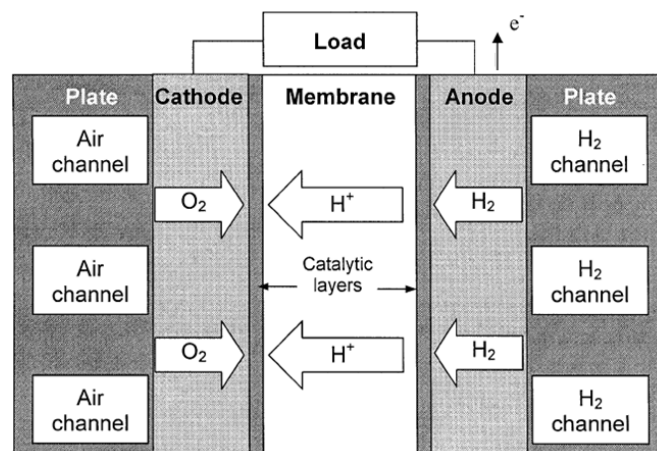 Load
e⁻
Plate
Cathode
Membrane
Anode
Plate
Air
channel
H₂
channel
O₂
H⁺
H₂
Air
channel
Catalytic
layers
H₂
channel
O₂
H⁺
H₂
Air
channel
H₂
channel